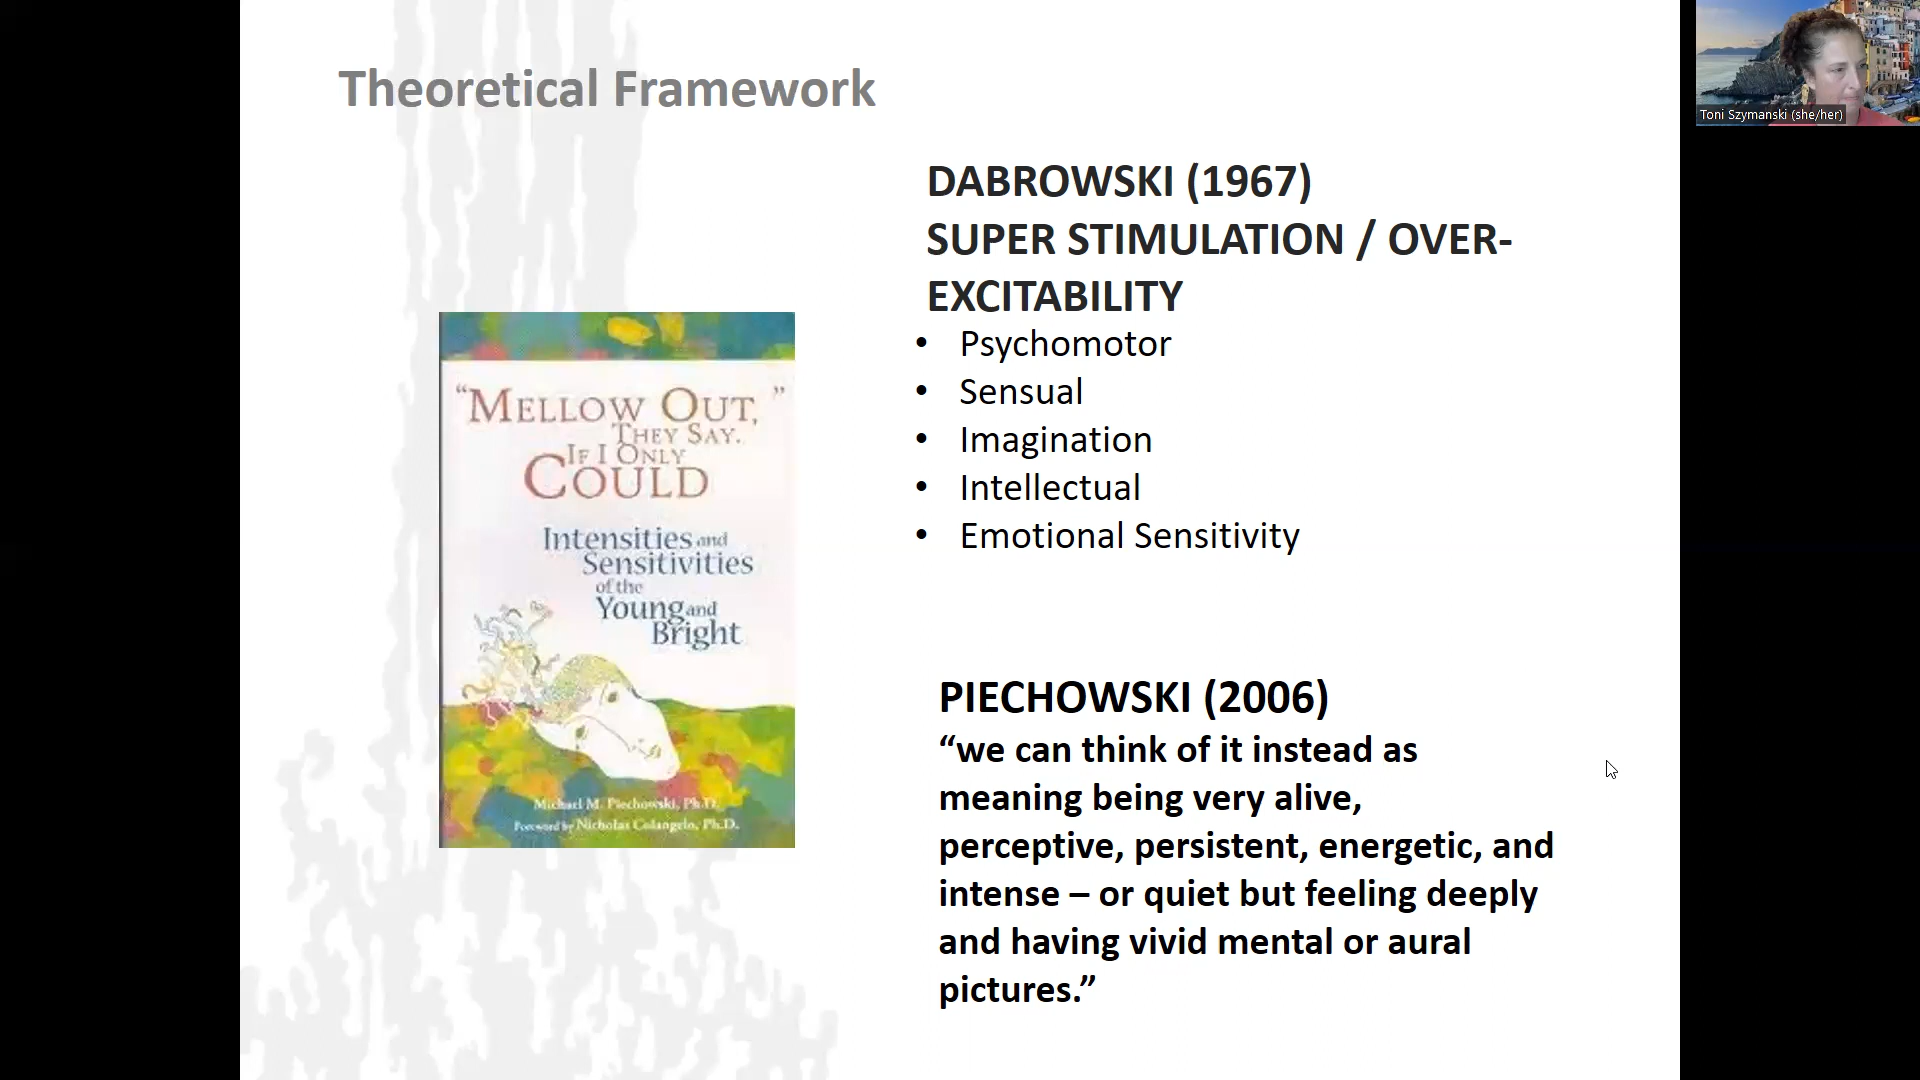 Theoretical Framework
Toni Szymanski (she/her)
DABROWSKI (1967)
SUPER STIMULATION / OVER-
EXCITABILITY
• Psychomotor
• Sensual
• Imagination
• Intellectual
• Emotional Sensitivity
“MELLOW OUT,”
THEY SAY.
IF I ONLY
COULD
Intensities and
Sensitivities
of the
Young and
Bright
Michael M. Piechowski, Ph.D.
Foreword by Nicholas Colangelo, Ph.D.
PIECHOWSKI (2006)
“we can think of it instead as
meaning being very alive,
perceptive, persistent, energetic, and
intense – or quiet but feeling deeply
and having vivid mental or aural
pictures.”